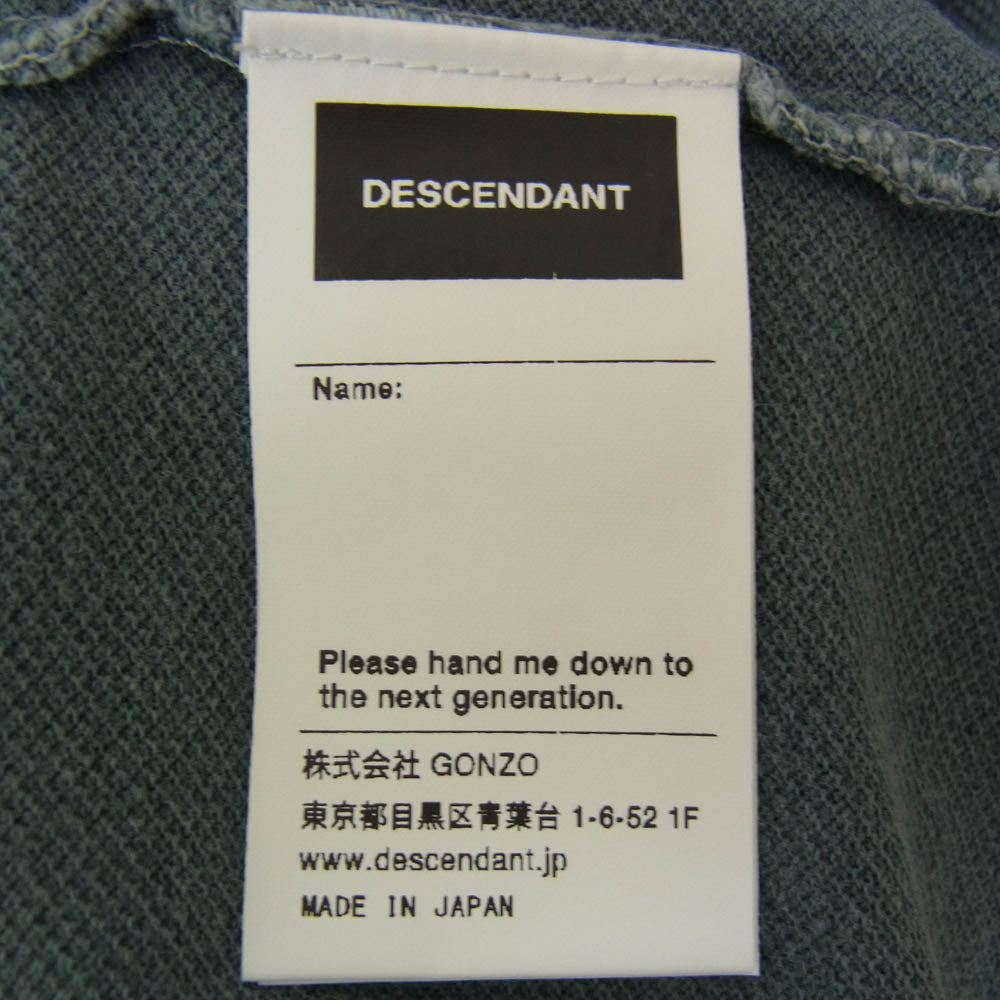 DESCENDANT
Name:
Please hand me down to
the next generation.
株式会社 GONZO
東京都目黒区青葉台 1-6-52 1F
www.descendant.jp
MADE IN JAPAN